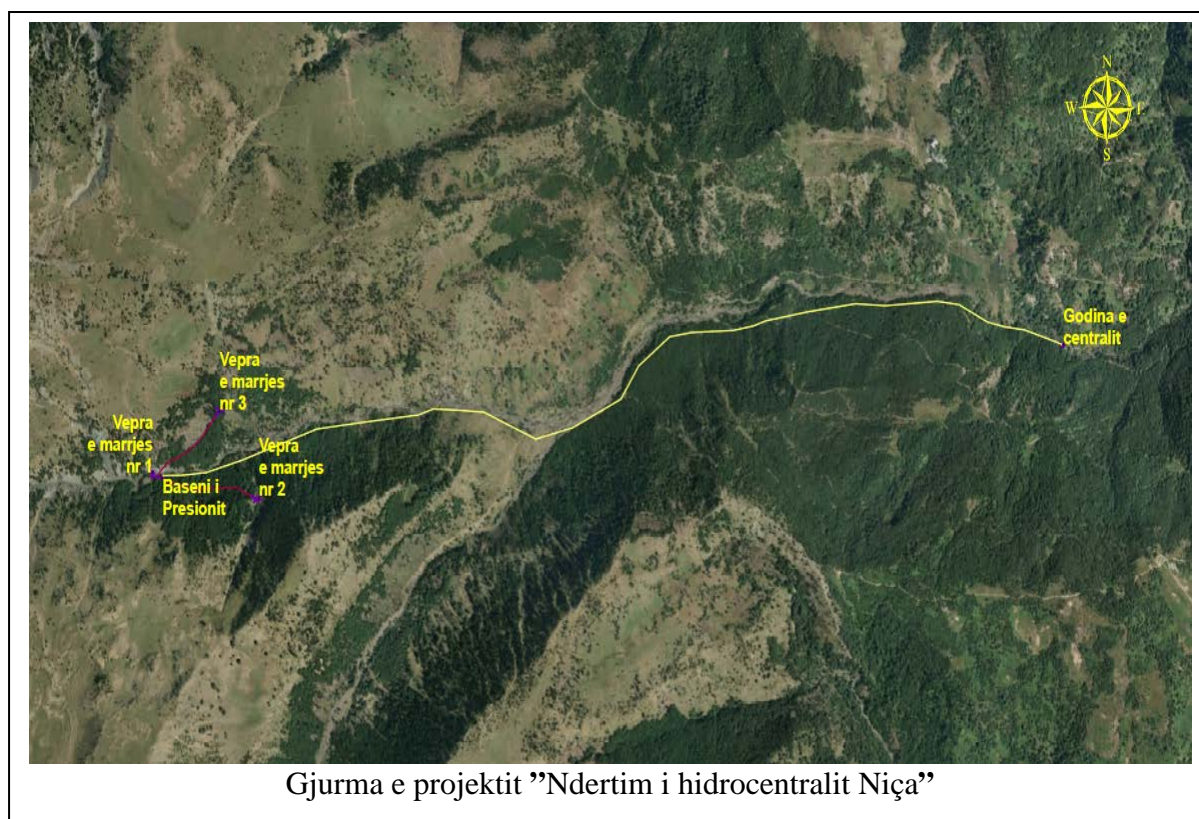 N
W
E
S
Godina e
centralit
Vepra
e marrjes
nr 3
Vepra
e marrjes
nr 1
Vepra
e marrjes
nr 2
Baseni i
Presionit
Gjurma e projektit ”Ndertim i hidrocentralit Niça”